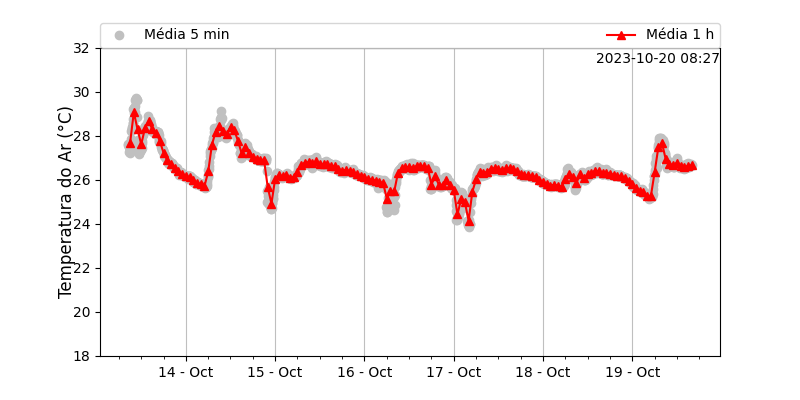 Média 5 min
Média 1 h
2023-10-20 08:27
Temperatura do Ar (°C)
32
30
28
26
24
22
20
18
14 - Oct
15 - Oct
16 - Oct
17 - Oct
18 - Oct
19 - Oct